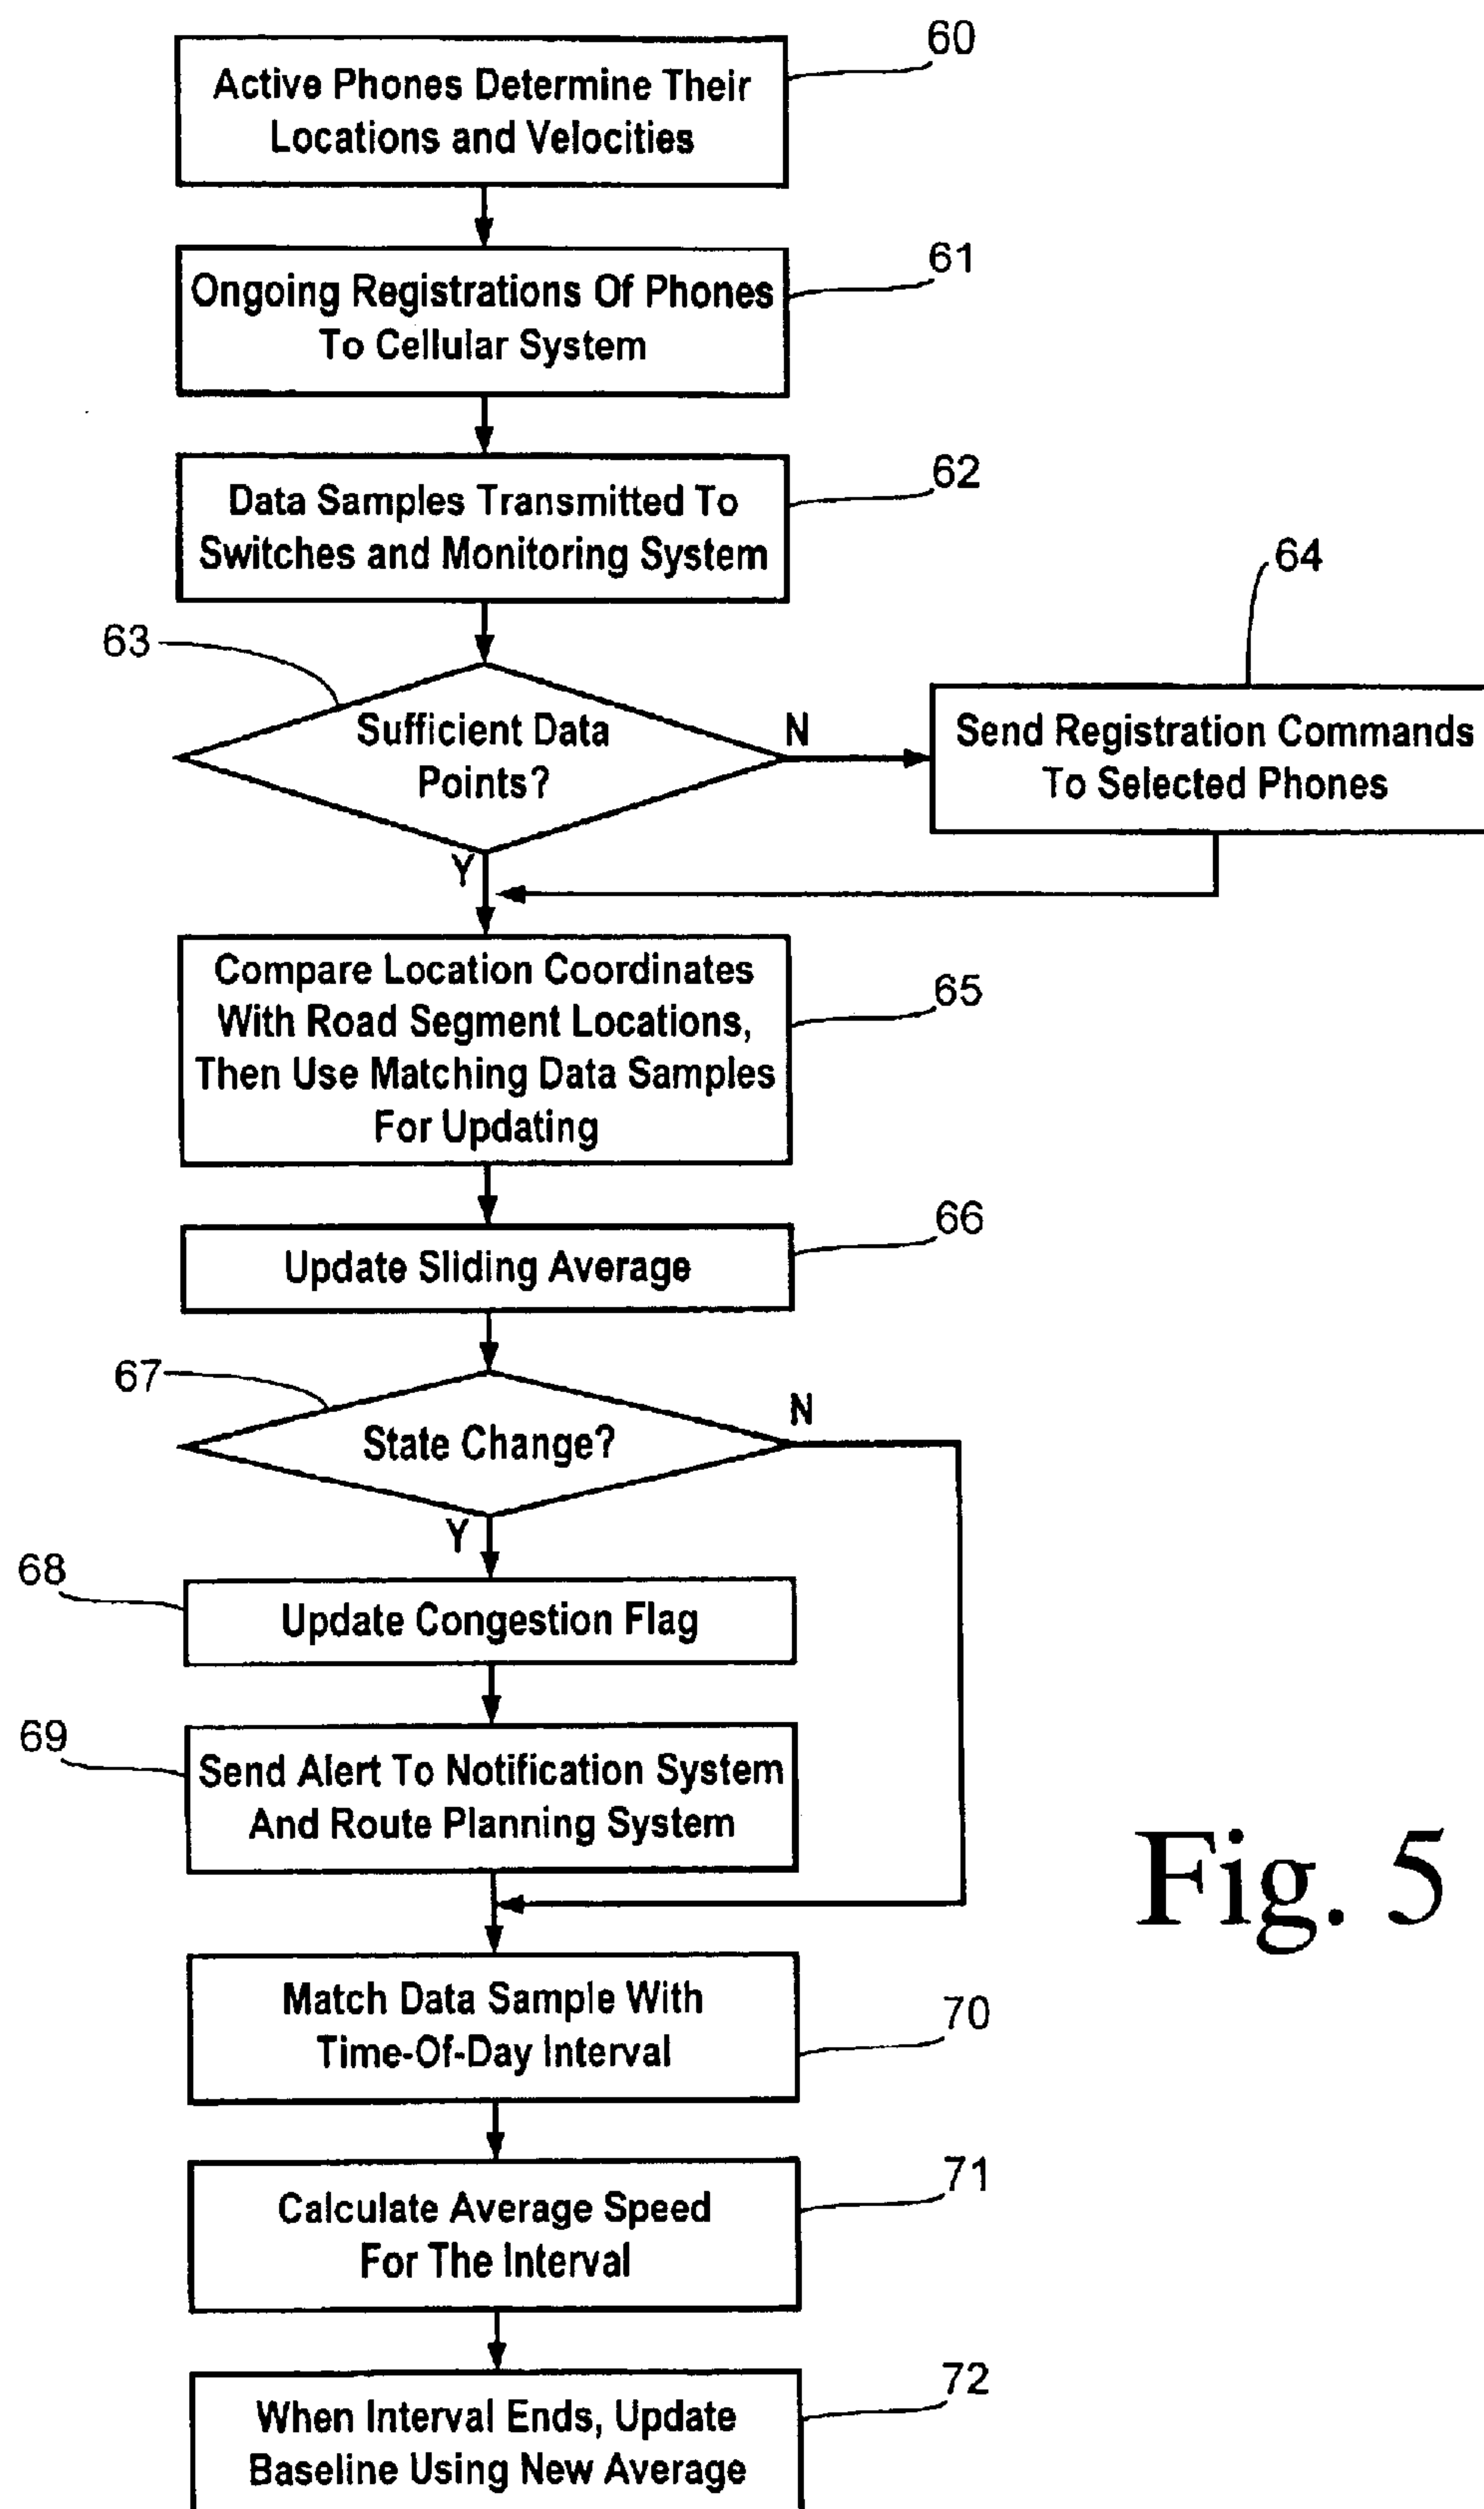 60
Active Phones Determine Their
Locations and Velocities
61
Ongoing Registrations Of Phones
To Cellular System
62
Data Samples Transmitted To
Switches and Monitoring System
63
64
Sufficient Data
Points?
N
Send Registration Commands
To Selected Phones
Y
65
Compare Location Coordinates
With Road Segment Locations,
Then Use Matching Data Samples
For Updating
66
Update Sliding Average
67
State Change?
N
Y
68
Update Congestion Flag
69
Send Alert To Notification System
And Route Planning System
Fig. 5
70
Match Data Sample With
Time-Of-Day Interval
71
Calculate Average Speed
For The Interval
72
When Interval Ends, Update
Baseline Using New Average